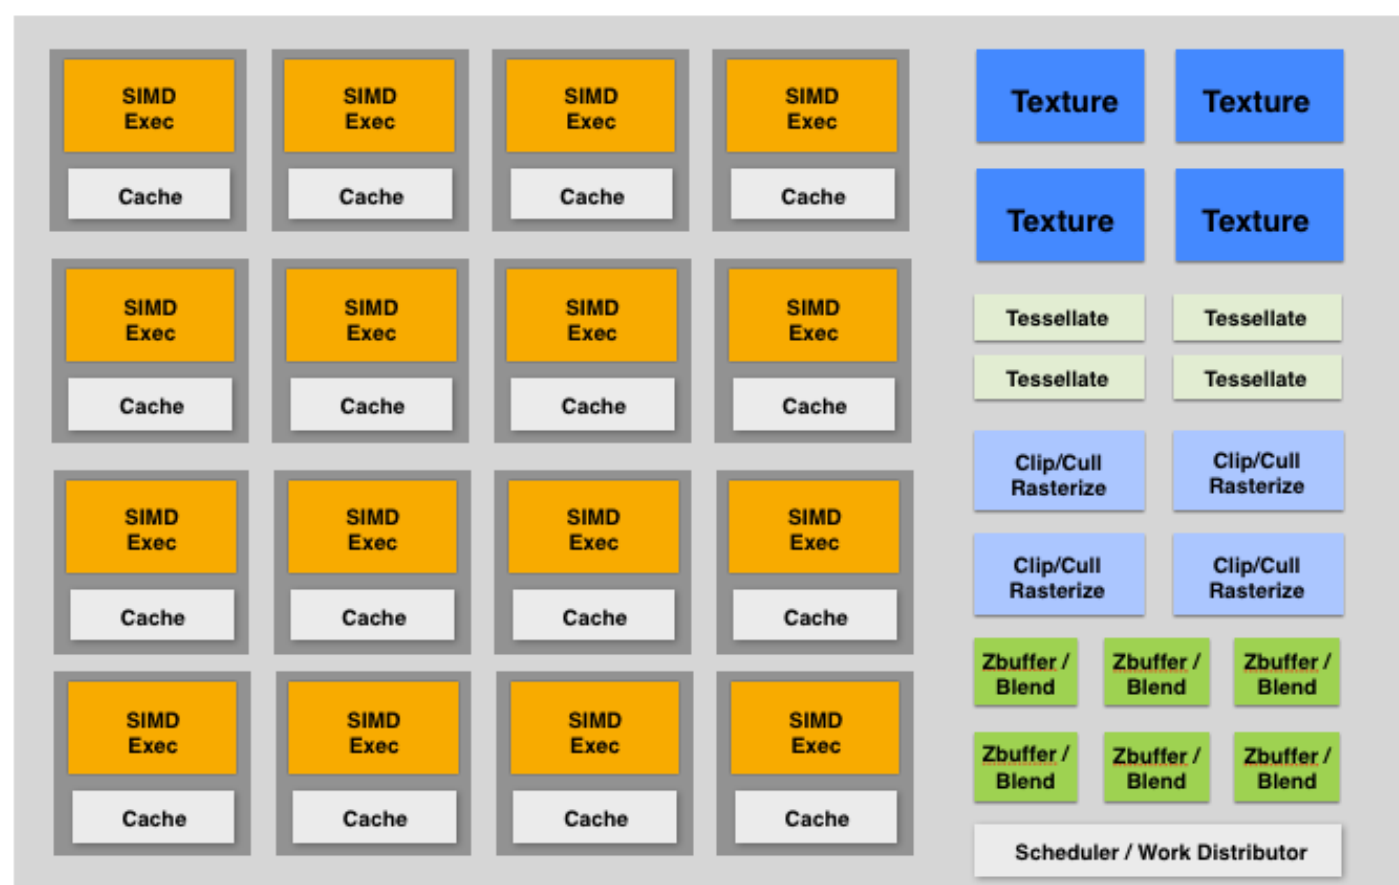 SIMD
Exec
SIMD
Exec
SIMD
Exec
SIMD
Exec
Cache
Cache
Cache
Cache
SIMD
Exec
SIMD
Exec
SIMD
Exec
SIMD
Exec
Cache
Cache
Cache
Cache
SIMD
Exec
SIMD
Exec
SIMD
Exec
SIMD
Exec
Cache
Cache
Cache
Cache
SIMD
Exec
SIMD
Exec
SIMD
Exec
SIMD
Exec
Cache
Cache
Cache
Cache
Texture
Texture
Texture
Texture
Tessellate
Tessellate
Tessellate
Tessellate
Clip/Cull
Rasterize
Clip/Cull
Rasterize
Clip/Cull
Rasterize
Clip/Cull
Rasterize
Zbuffer /
Blend
Zbuffer /
Blend
Zbuffer /
Blend
Zbuffer /
Blend
Zbuffer /
Blend
Zbuffer /
Blend
Scheduler / Work Distributor